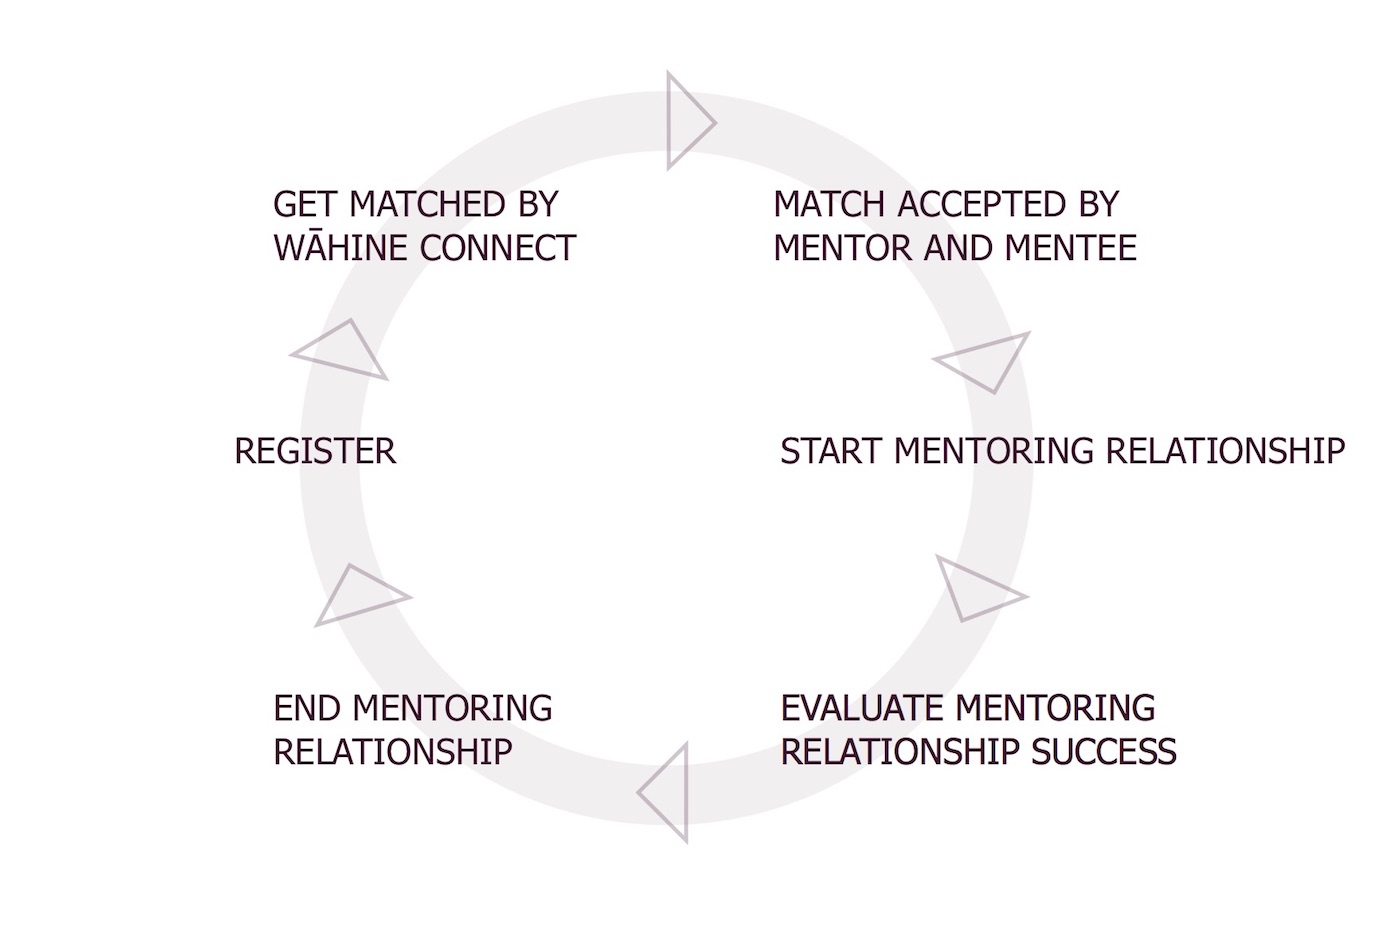 GET MATCHED BY
WĀHINE CONNECT
MATCH ACCEPTED BY
MENTOR AND MENTEE
REGISTER
START MENTORING RELATIONSHIP
END MENTORING
RELATIONSHIP
EVALUATE MENTORING
RELATIONSHIP SUCCESS